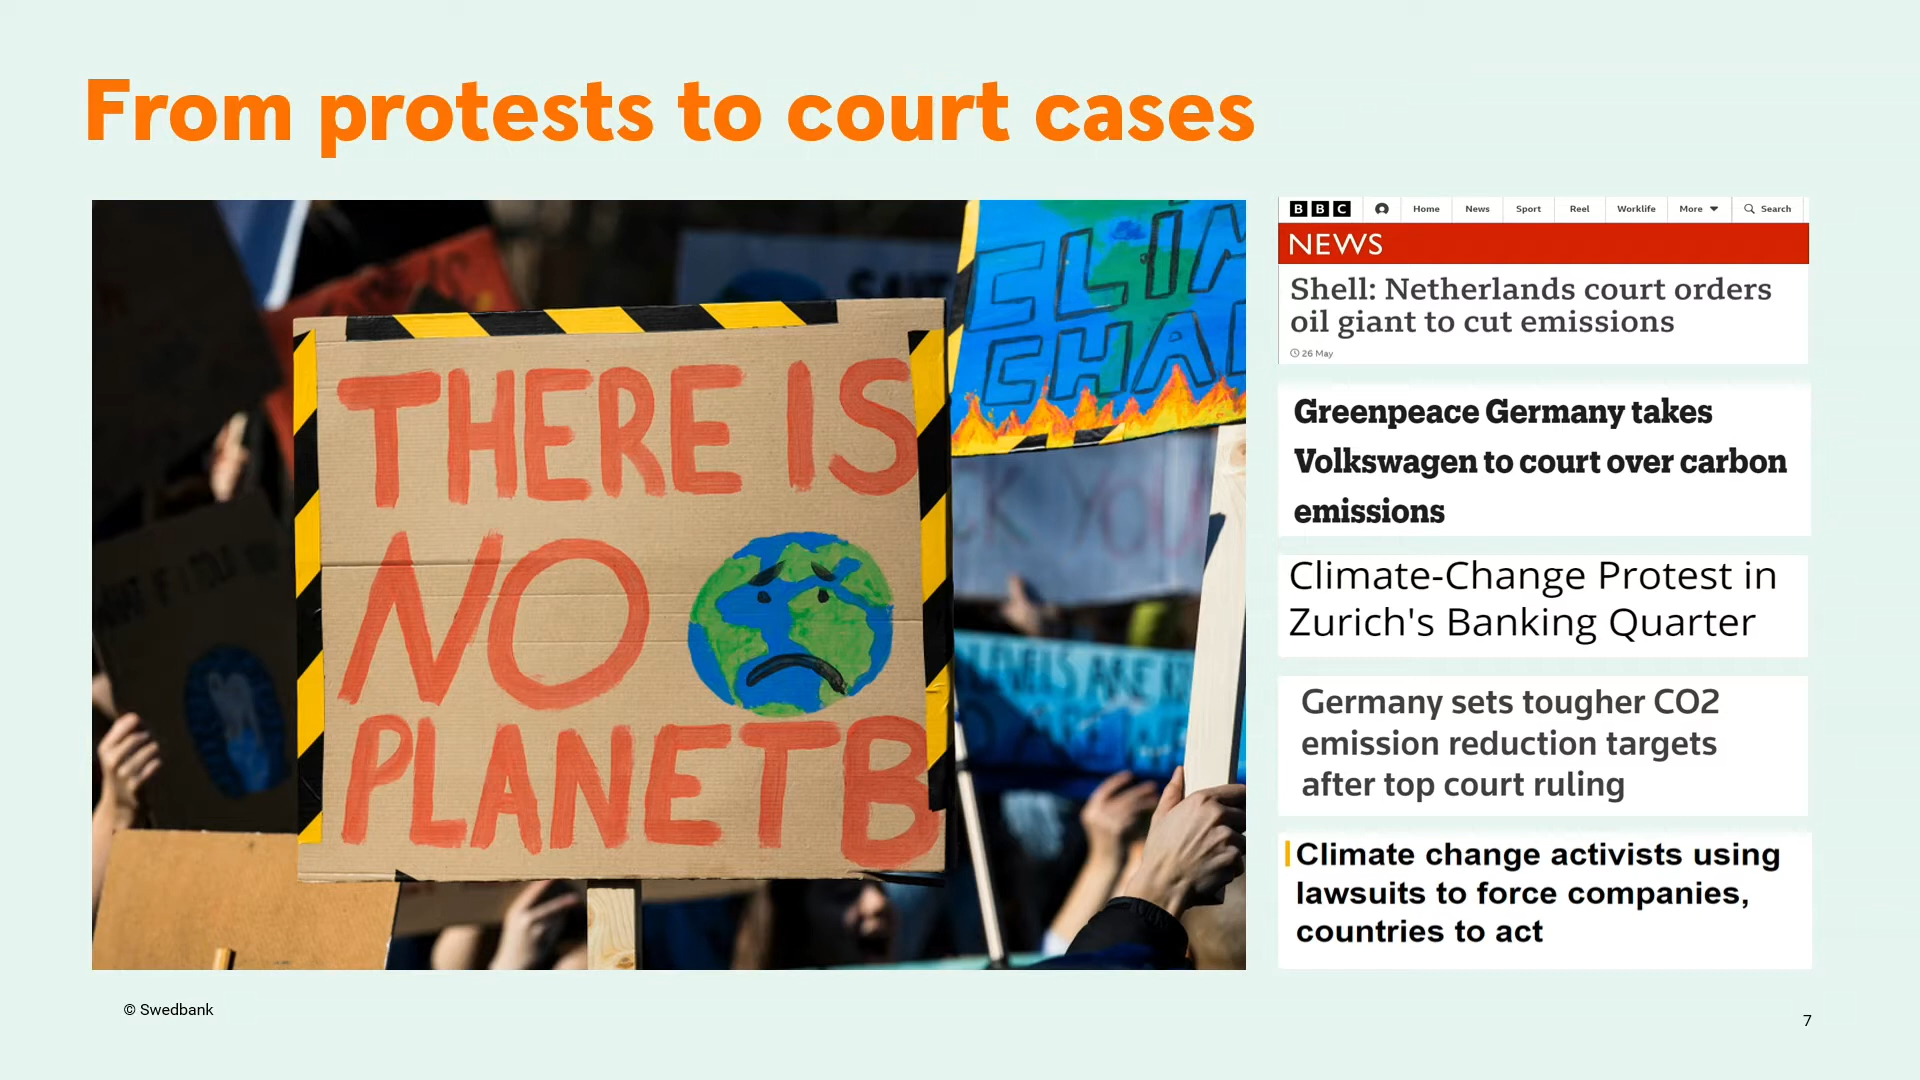 From protests to court cases
THERE IS
NO
PLANET B
CLIM
CHA
BBC Home News Sport Reel Worklife More Search
NEWS
Shell: Netherlands court orders
oil giant to cut emissions
26 May
Greenpeace Germany takes
Volkswagen to court over carbon
emissions
Climate-Change Protest in
Zurich's Banking Quarter
Germany sets tougher CO2
emission reduction targets
after top court ruling
Climate change activists using
lawsuits to force companies,
countries to act
© Swedbank
7